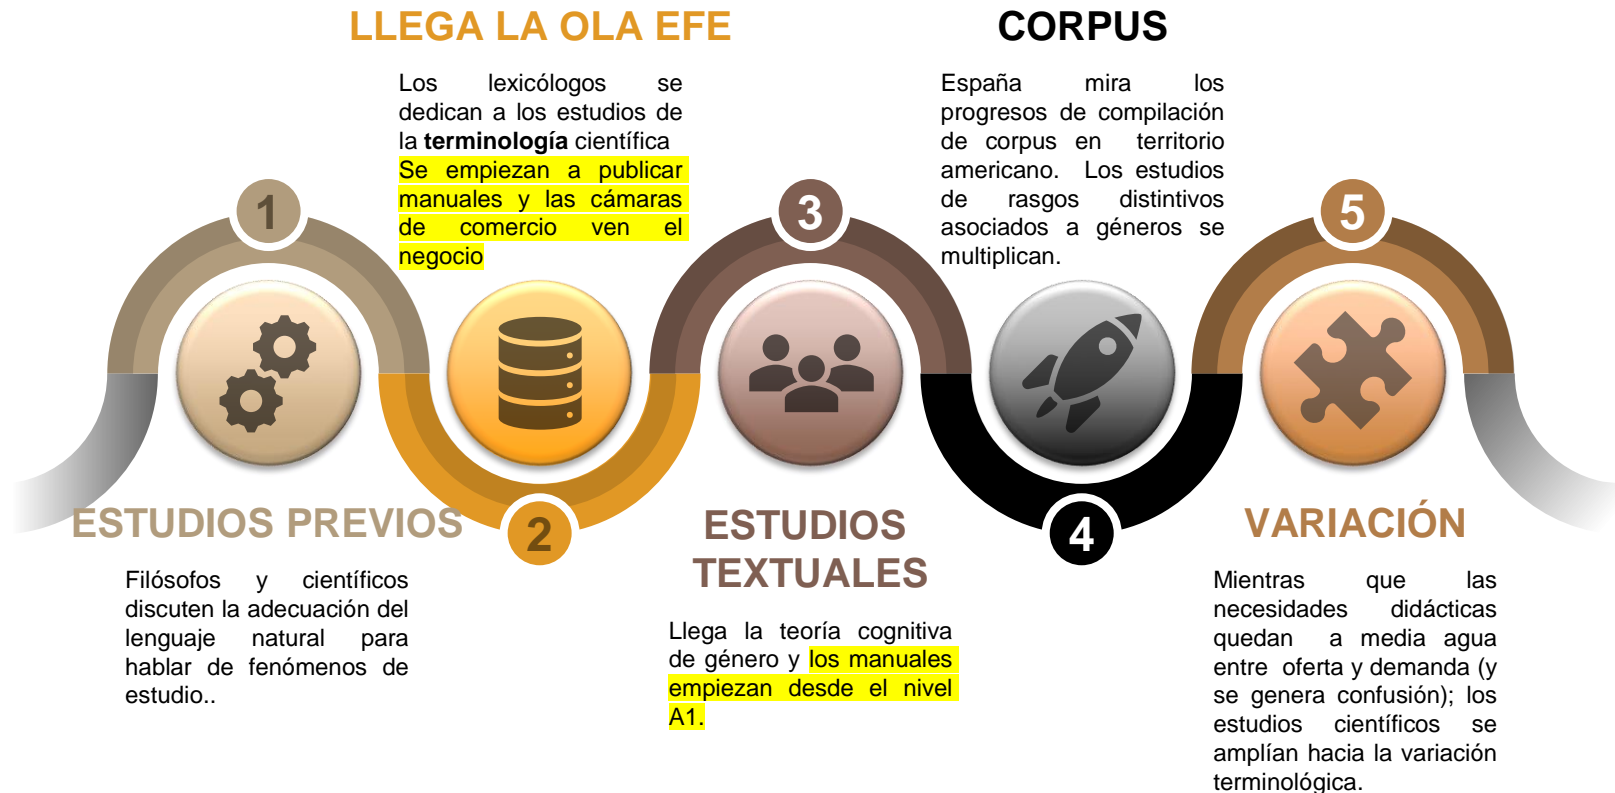 1
ESTUDIOS PREVIOS
Filósofos y científicos
discuten la adecuación del
lenguaje natural para
hablar de fenómenos de
estudio..
LLEGA LA OLA EFE
Los lexicólogos se
dedican a los estudios de
la terminología científica
Se empiezan a publicar
manuales y las cámaras
de comercio ven el
negocio
2
3
ESTUDIOS
TEXTUALES
Llega la teoría cognitiva
de género y los manuales
empiezan desde el nivel
A1.
CORPUS
España mira los
progresos de compilación
de corpus en territorio
americano. Los estudios
de rasgos distintivos
asociados a géneros se
multiplican.
4
5
VARIACIÓN
Mientras que las
necesidades didácticas
quedan a media agua
entre oferta y demanda (y
se genera confusión); los
estudios científicos se
amplían hacia la variación
terminológica.